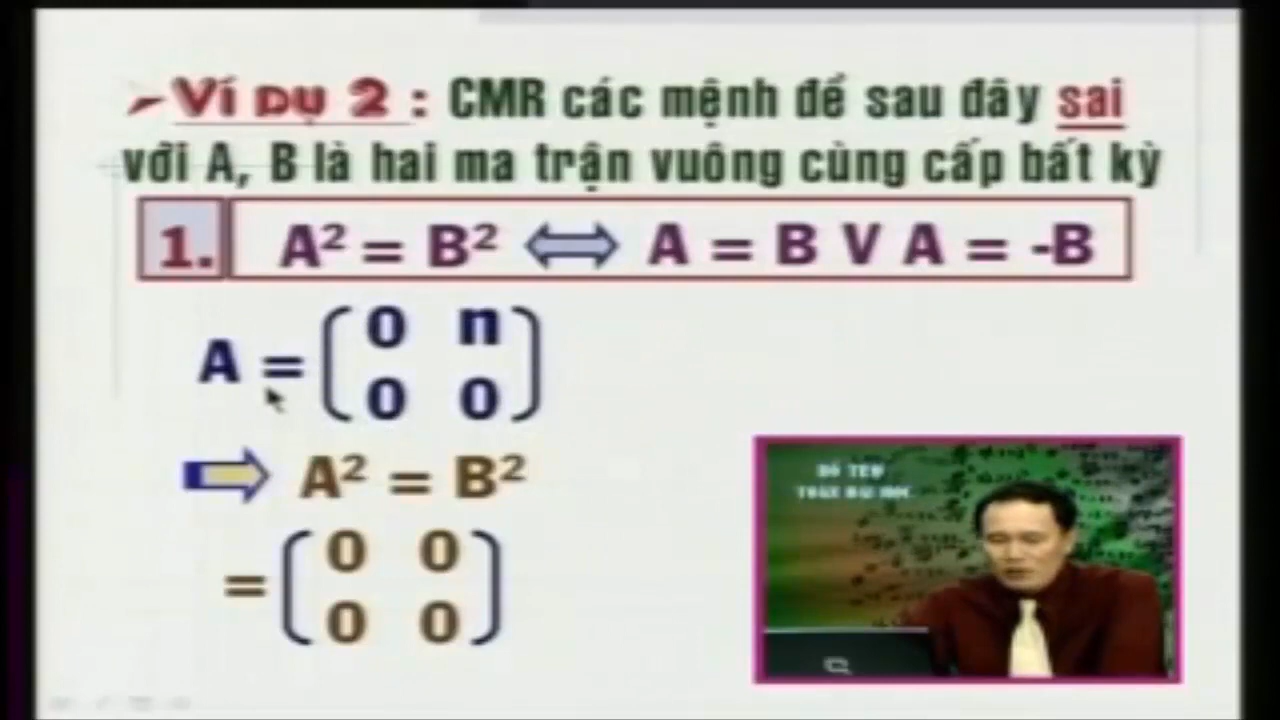 Ví Dụ 2 : CMR các mệnh đề sau đây sai
với A, B là hai ma trận vuông cùng cấp bất kỳ
1. A² = B² ⇔ A = B V A = -B
A = ( 0 n
0 0 )
⇒ A² = B²
= ( 0 0
0 0 )